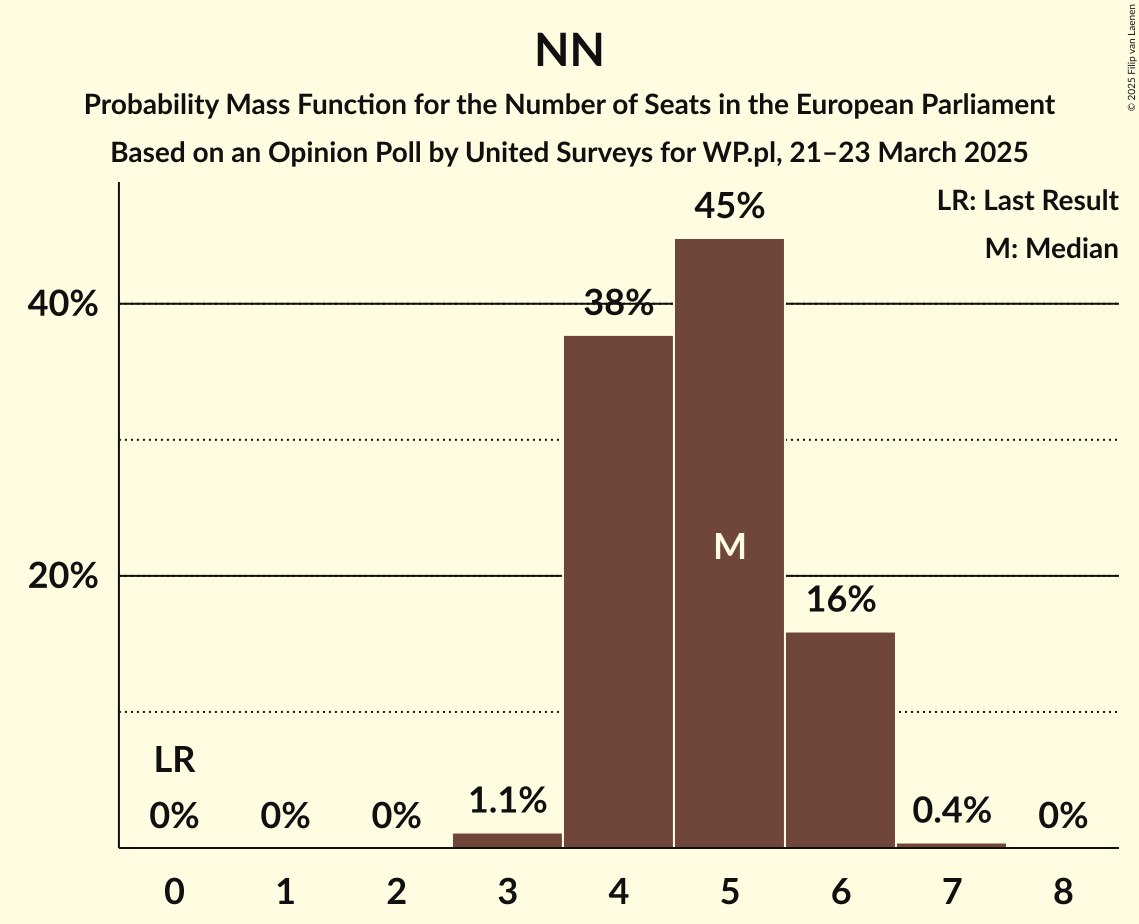 NN
Probability Mass Function for the Number of Seats in the European Parliament
Based on an Opinion Poll by United Surveys for WP.pl, 21–23 March 2025
© 2025 Filip van Laenen
LR: Last Result
M: Median
45%
40%
38%
M
20%
16%
LR
0%
0%
0%
1.1%
0.4%
0%
0 1 2 3 4 5 6 7 8